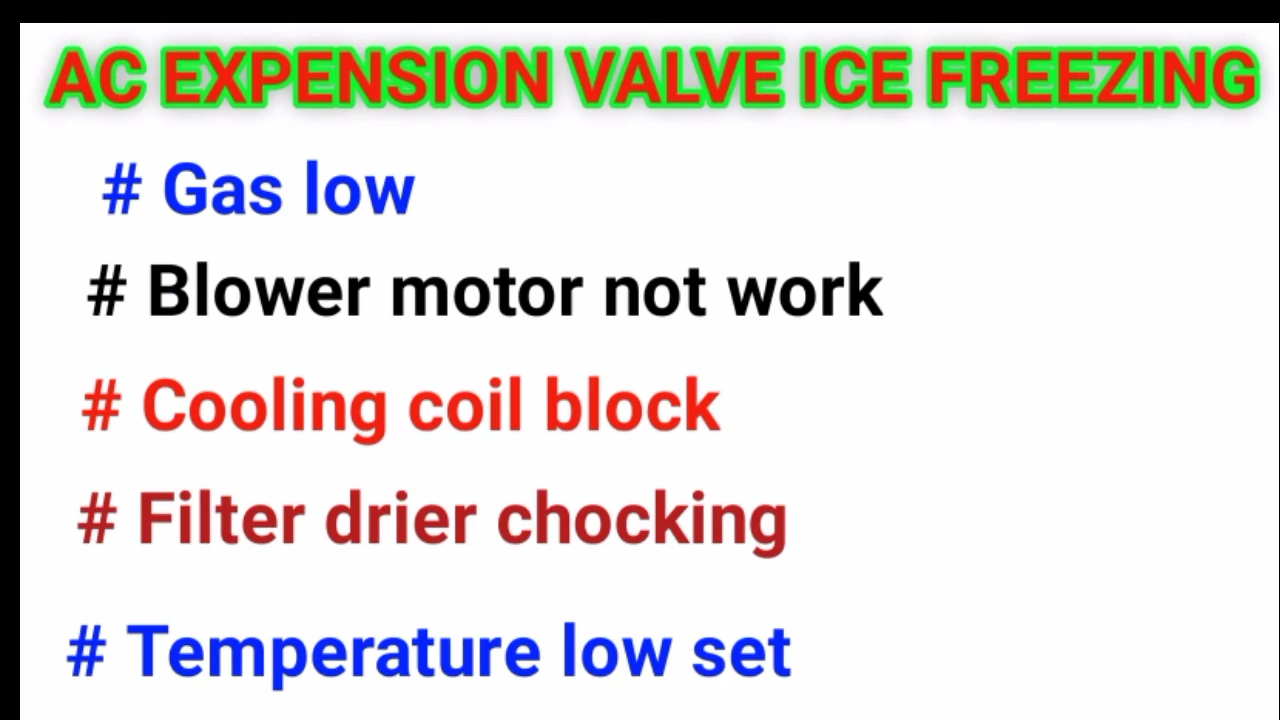 AC EXPENSION VALVE ICE FREEZING
# Gas low
# Blower motor not work
# Cooling coil block
# Filter drier chocking
# Temperature low set